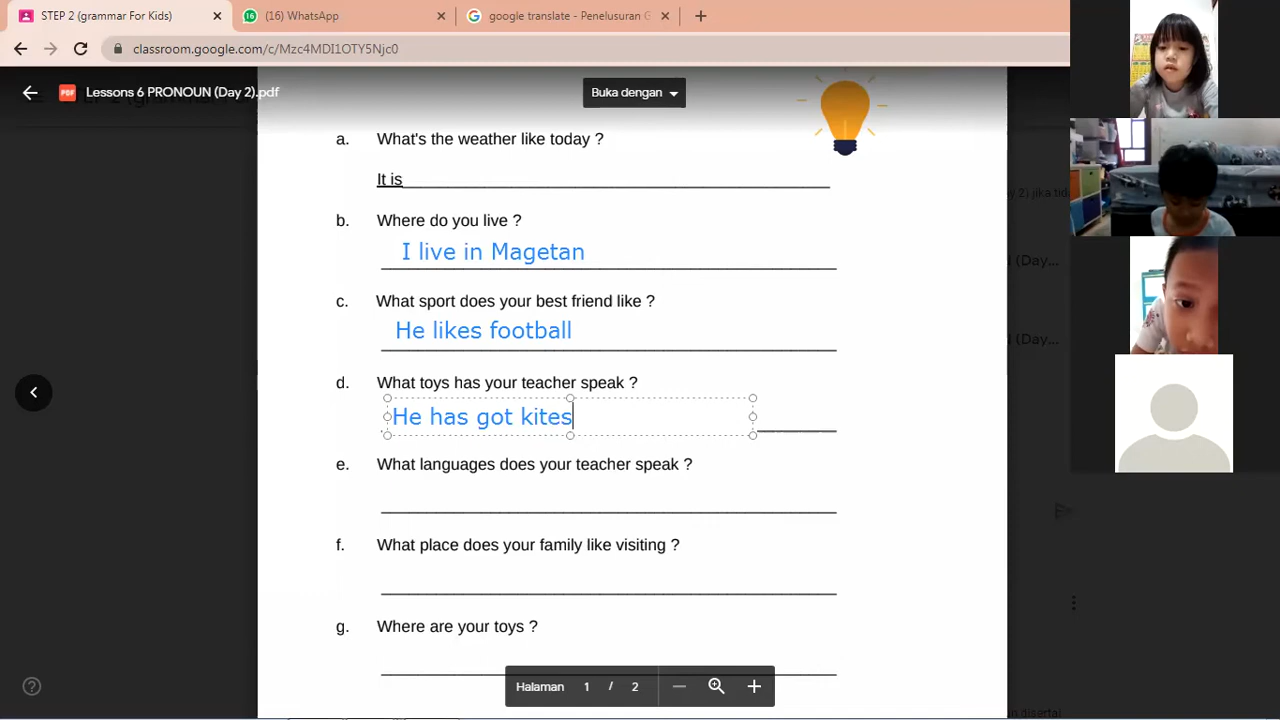 STEP 2 (grammar For Kids)
(16) WhatsApp
google translate - Penelusuran G
classroom.google.com/c/Mzc4MDI1OTY5Njc0
Lessons 6 PRONOUN (Day 2).pdf
Buka dengan
a. What's the weather like today ?
It is
b. Where do you live ?
I live in Magetan
c. What sport does your best friend like ?
He likes football
d. What toys has your teacher speak ?
He has got kites
e. What languages does your teacher speak ?
f. What place does your family like visiting ?
g. Where are your toys ?
Halaman 1 / 2